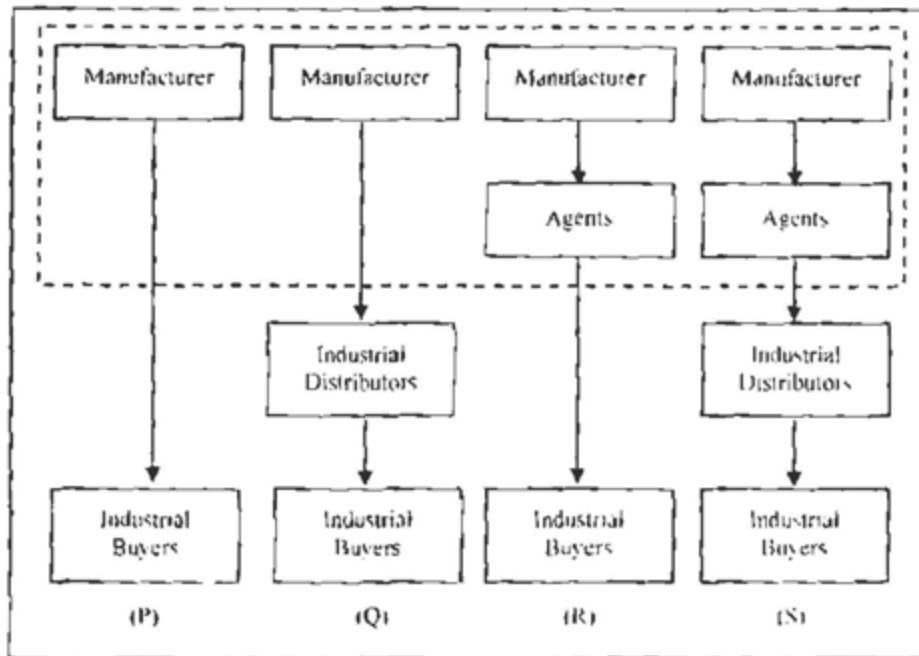 Manufacturer
Manufacturer
Manufacturer
Manufacturer
Agents
Agents
Industrial
Distributors
Industrial
Distributors
Industrial
Buyers
Industrial
Buyers
Industrial
Buyers
Industrial
Buyers
(P)
(Q)
(R)
(S)